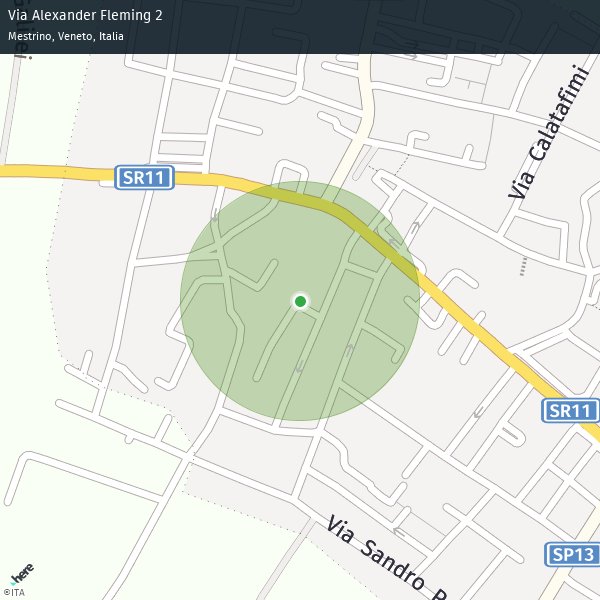 Via Alexander Fleming 2
Mestrino, Veneto, Italia
Via Calatafimi
SR11
SR11
Via Sandro P
SP13
here
©ITA